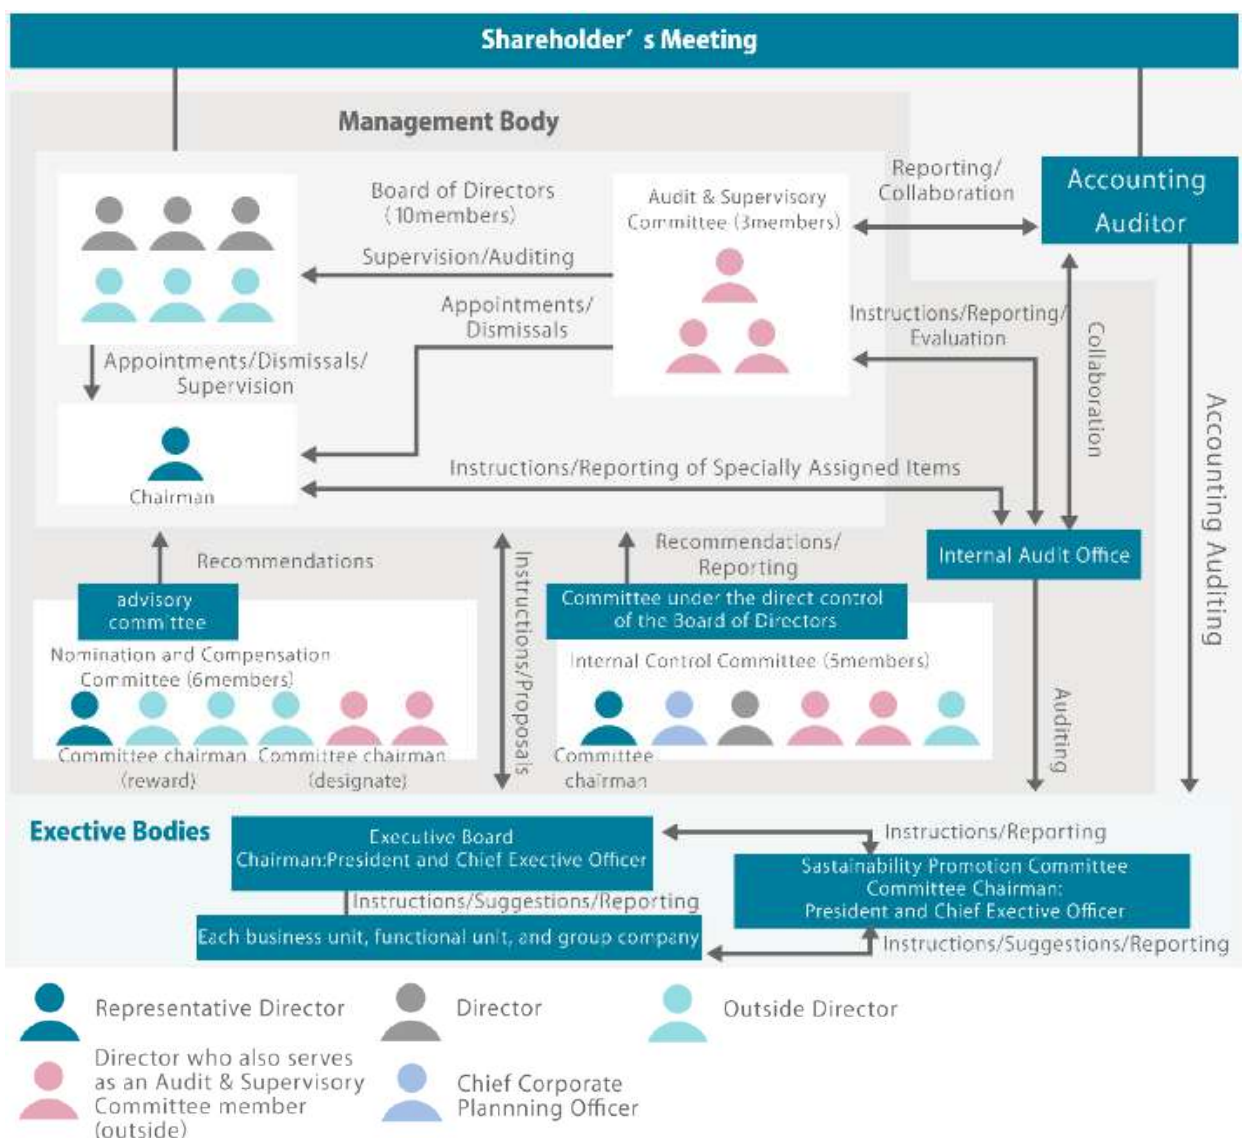 Shareholder’ s Meeting
Management Body
Board of Directors
(10members)
Audit & Supervisory
Committee (3members)
Reporting/
Collaboration
Accounting
Auditor
Supervision/Auditing
Appointments/
Dismissals
Instructions/Reporting/
Evaluation
Collaboration
Appointments/Dismissals/
Supervision
Chairman
Instructions/Reporting of Specially Assigned Items
Accounting Auditing
Recommendations
Instructions/Proposals
Recommendations/
Reporting
Internal Audit Office
advisory
committee
Committee under the direct control
of the Board of Directors
Nomination and Compensation
Committee (6members)
Internal Control Committee (5members)
Auditing
Committee chairman
(reward)
Committee chairman
(designate)
Committee
chairman
Exective Bodies
Executive Board
Chairman:President and Chief Exective Officer
Instructions/Reporting
Sastainability Promotion Committee
Committee Chairman:
President and Chief Exective Officer
Instructions/Suggestions/Reporting
Each business unit, functional unit, and group company
Instructions/Suggestions/Reporting
Representative Director
Director
Outside Director
Director who also serves
as an Audit & Supervisory
Committee member
(outside)
Chief Corporate
Plannning Officer